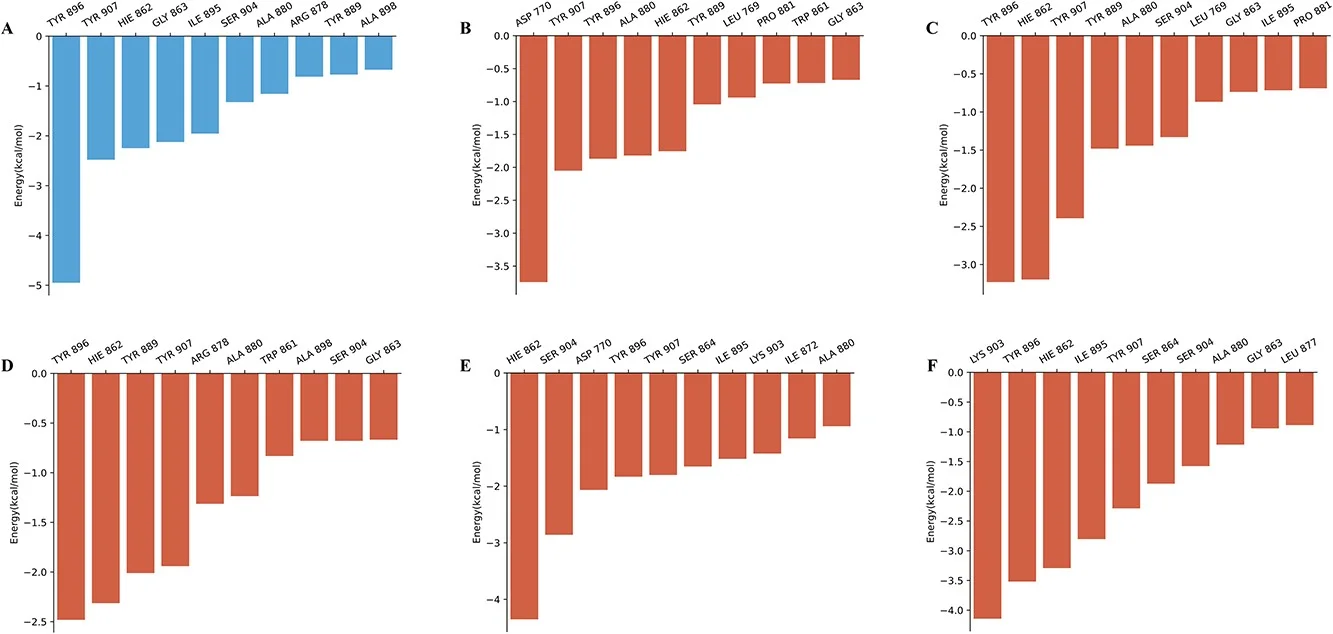 A
TYR 896 TYR 907 HIE 862 GLY 863 ILE 895 SER 904 ALA 880 ARG 878 TYR 889 ALA 898
0
−1
−2
−3
−4
−5
Energy(kcal/mol)
B
ASP 770 TYR 907 TYR 896 ALA 880 HIE 862 TYR 889 LEU 769 PRO 881 TRP 861 GLY 863
0.0
−0.5
−1.0
−1.5
−2.0
−2.5
−3.0
−3.5
Energy(kcal/mol)
C
TYR 896 HIE 862 TYR 907 TYR 889 ALA 880 SER 904 LEU 769 GLY 863 ILE 895 PRO 881
0.0
−0.5
−1.0
−1.5
−2.0
−2.5
−3.0
Energy(kcal/mol)
D
TYR 896 HIE 862 TYR 889 TYR 907 ARG 878 ALA 880 TRP 861 ALA 898 SER 904 GLY 863
0.0
−0.5
−1.0
−1.5
−2.0
−2.5
Energy(kcal/mol)
E
HIE 862 SER 904 ASP 770 TYR 896 TYR 907 SER 864 ILE 895 LYS 903 ILE 872 ALA 880
0
−1
−2
−3
−4
Energy(kcal/mol)
F
LYS 903 TYR 896 HIE 862 ILE 895 TYR 907 SER 864 SER 904 ALA 880 GLY 863 LEU 877
0.0
−0.5
−1.0
−1.5
−2.0
−2.5
−3.0
−3.5
−4.0
Energy(kcal/mol)